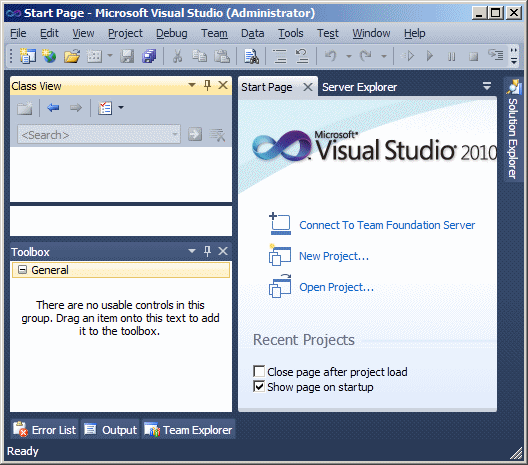 Start Page - Microsoft Visual Studio (Administrator)
File Edit View Project Debug Team Data Tools Test Window Help
Class View
<Search>
Start Page
Server Explorer
Solution Explorer
Microsoft®
Visual Studio® 2010
Connect To Team Foundation Server
New Project...
Open Project...
Toolbox
General
There are no usable controls in this
group. Drag an item onto this text to add
it to the toolbox.
Recent Projects
Close page after project load
Show page on startup
Error List Output Team Explorer
Ready